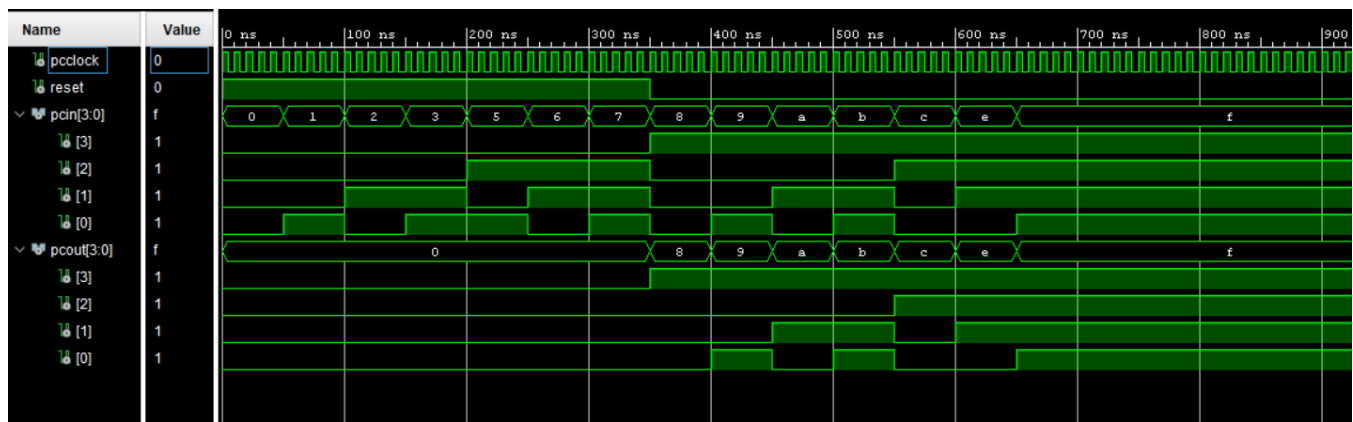 Name Value 0 ns 100 ns 200 ns 300 ns 400 ns 500 ns 600 ns 700 ns 800 ns 900
pcclock 0
reset 0
pcin[3:0] f 0 1 2 3 5 6 7 8 9 a b c e f
[3] 1
[2] 1
[1] 1
[0] 1
pcout[3:0] f 0 8 9 a b c e f
[3] 1
[2] 1
[1] 1
[0] 1